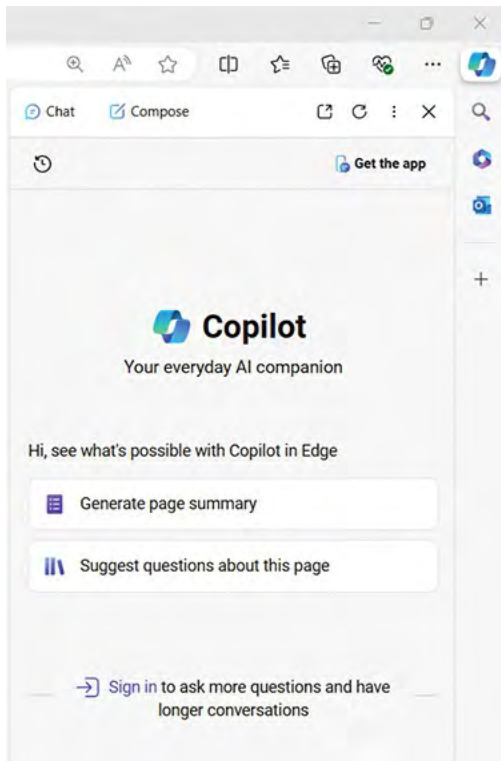 Chat
Compose
Get the app
Copilot
Your everyday AI companion
Hi, see what's possible with Copilot in Edge
Generate page summary
Suggest questions about this page
Sign in to ask more questions and have
longer conversations